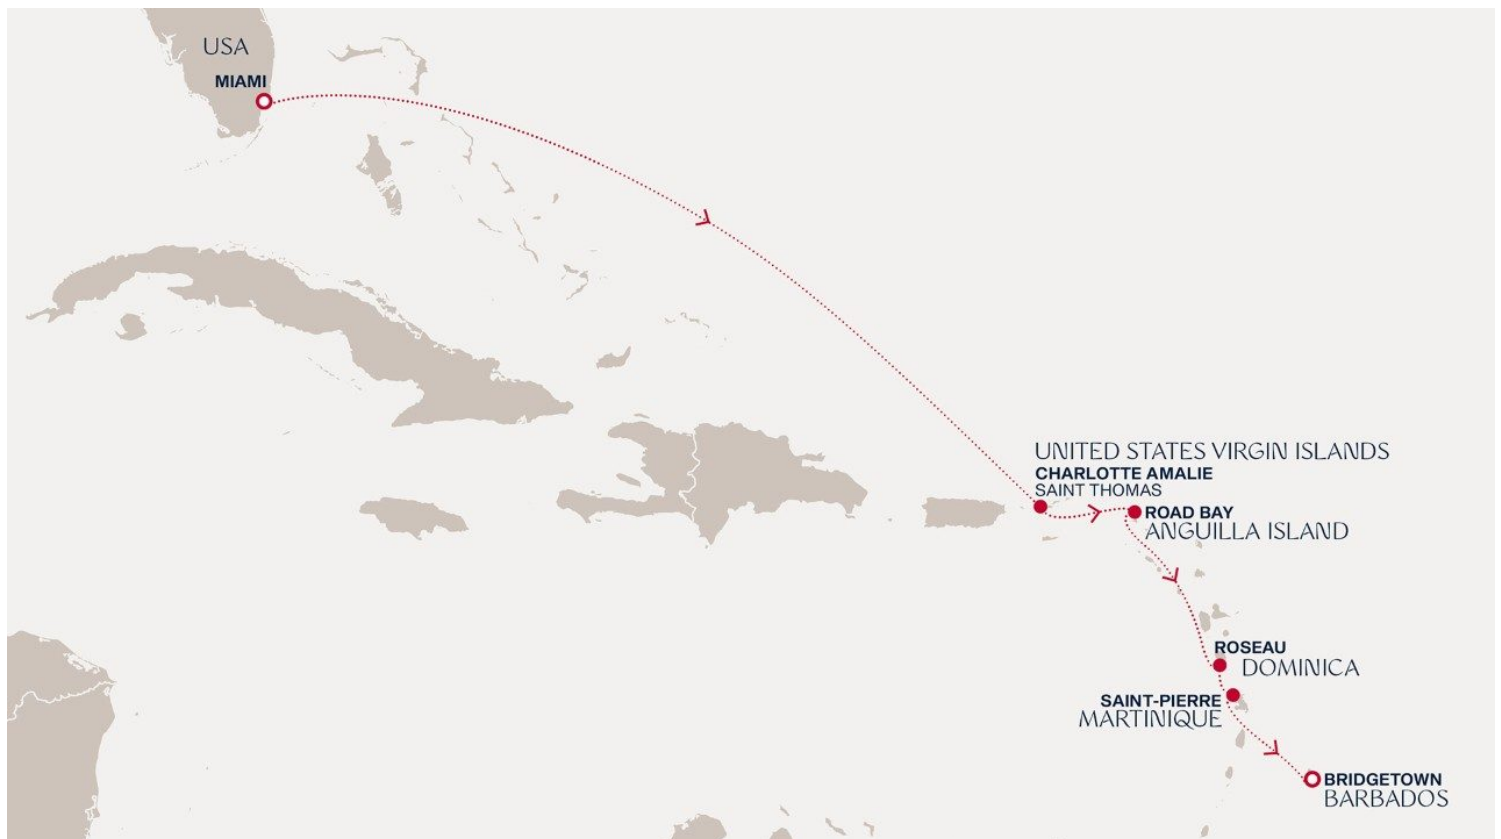 USA
MIAMI
UNITED STATES VIRGIN ISLANDS
CHARLOTTE AMALIE
SAINT THOMAS
ROAD BAY
ANGUILLA ISLAND
ROSEAU
DOMINICA
SAINT-PIERRE
MARTINIQUE
BRIDGETOWN
BARBADOS